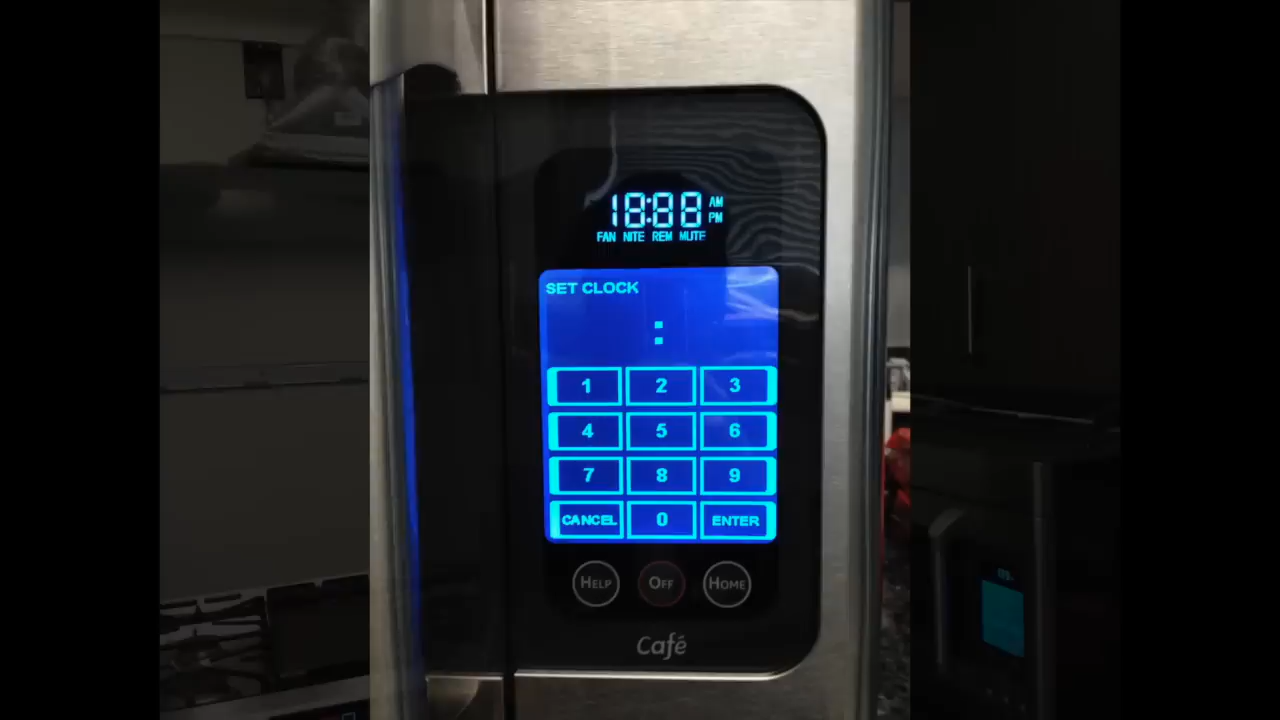 18:88 AM
PM
FAN NITE REM MUTE
SET CLOCK
:
1 2 3
4 5 6
7 8 9
CANCEL 0 ENTER
HELP OFF HOME
Café